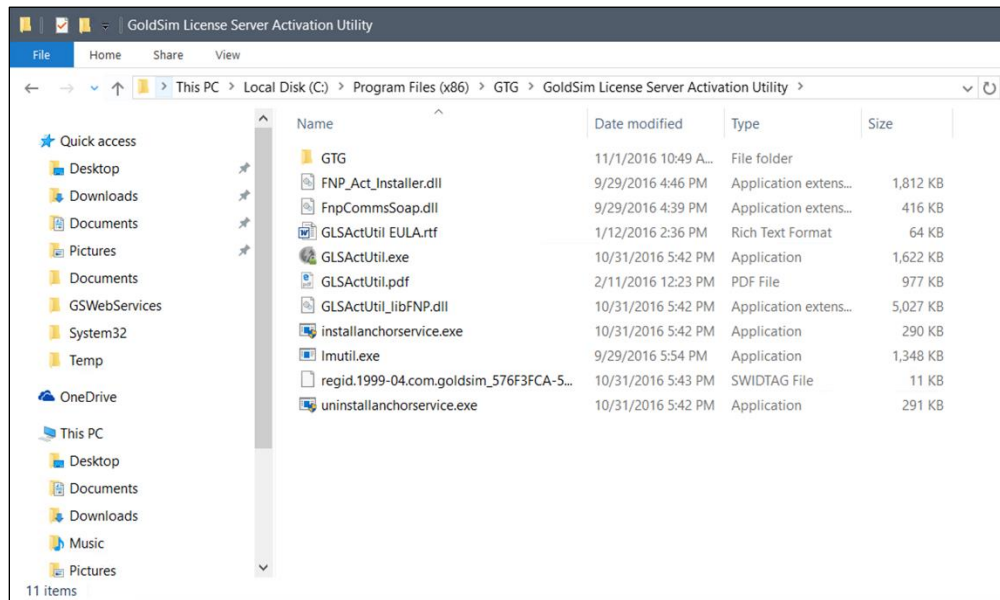 GoldSim License Server Activation Utility
File Home Share View
This PC > Local Disk (C:) > Program Files (x86) > GTG > GoldSim License Server Activation Utility >
Quick access
Desktop
Downloads
Documents
Pictures
Documents
GSWebServices
System32
Temp
OneDrive
This PC
Desktop
Documents
Downloads
Music
Pictures
Name Date modified Type Size
GTG 11/1/2016 10:49 A... File folder
FNP_Act_Installer.dll 9/29/2016 4:46 PM Application extens... 1,812 KB
FnpCommsSoap.dll 9/29/2016 4:39 PM Application extens... 416 KB
GLSActUtil EULA.rtf 1/12/2016 2:36 PM Rich Text Format 64 KB
GLSActUtil.exe 10/31/2016 5:42 PM Application 1,622 KB
GLSActUtil.pdf 2/11/2016 12:23 PM PDF File 977 KB
GLSActUtil_libFNP.dll 10/31/2016 5:42 PM Application extens... 5,027 KB
installanchorservice.exe 10/31/2016 5:42 PM Application 290 KB
lmutil.exe 9/29/2016 5:54 PM Application 1,348 KB
regid.1999-04.com.goldsim_576F3FCA-5... 10/31/2016 5:43 PM SWIDTAG File 11 KB
uninstallanchorservice.exe 10/31/2016 5:42 PM Application 291 KB
11 items